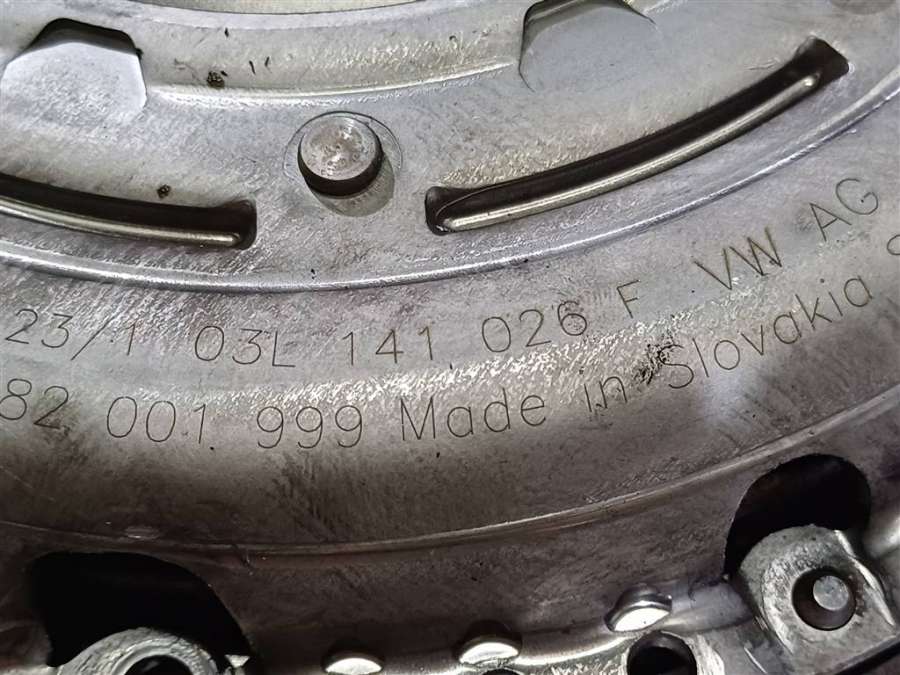 23/1 03L 141 026 F VW AG
82 001 999 Made in Slovakia